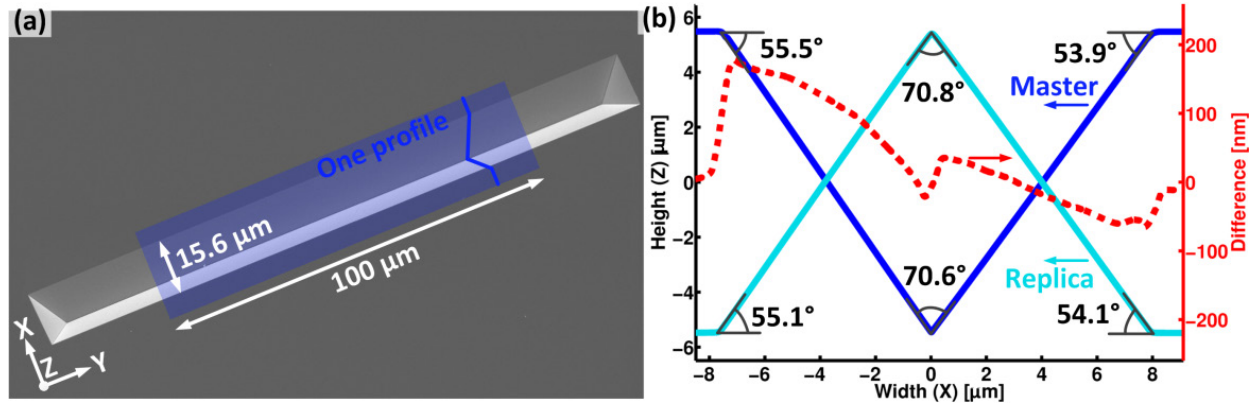 (a)
One profile
15.6 µm
100 µm
X
Z
Y
(b)
6
4
2
0
−2
−4
−6
Height (Z) [µm]
55.5°
53.9°
70.8°
Master
70.6°
Replica
55.1°
54.1°
200
100
0
-100
-200
Difference [nm]
−8
−6
−4
−2
0
2
4
6
8
Width (X) [µm]